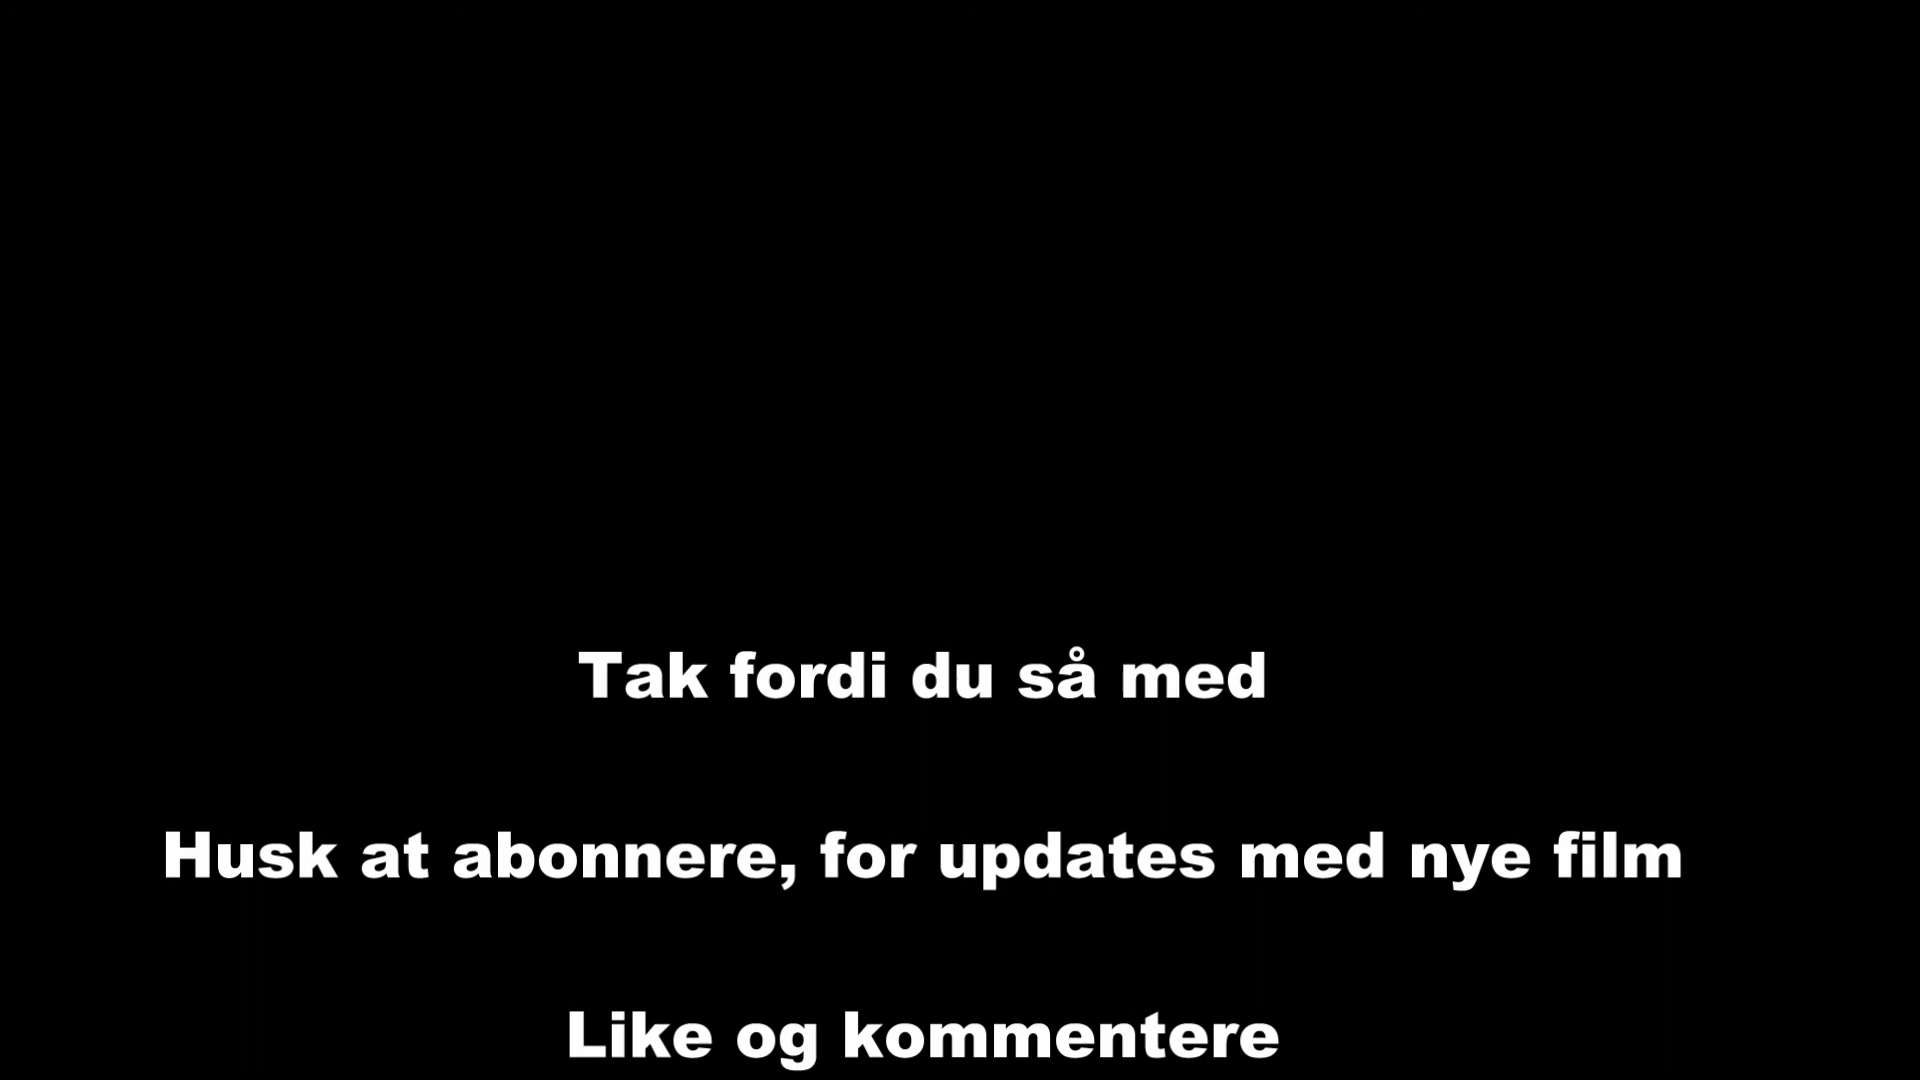 Tak fordi du så med
Husk at abonnere, for updates med nye film
Like og kommentere